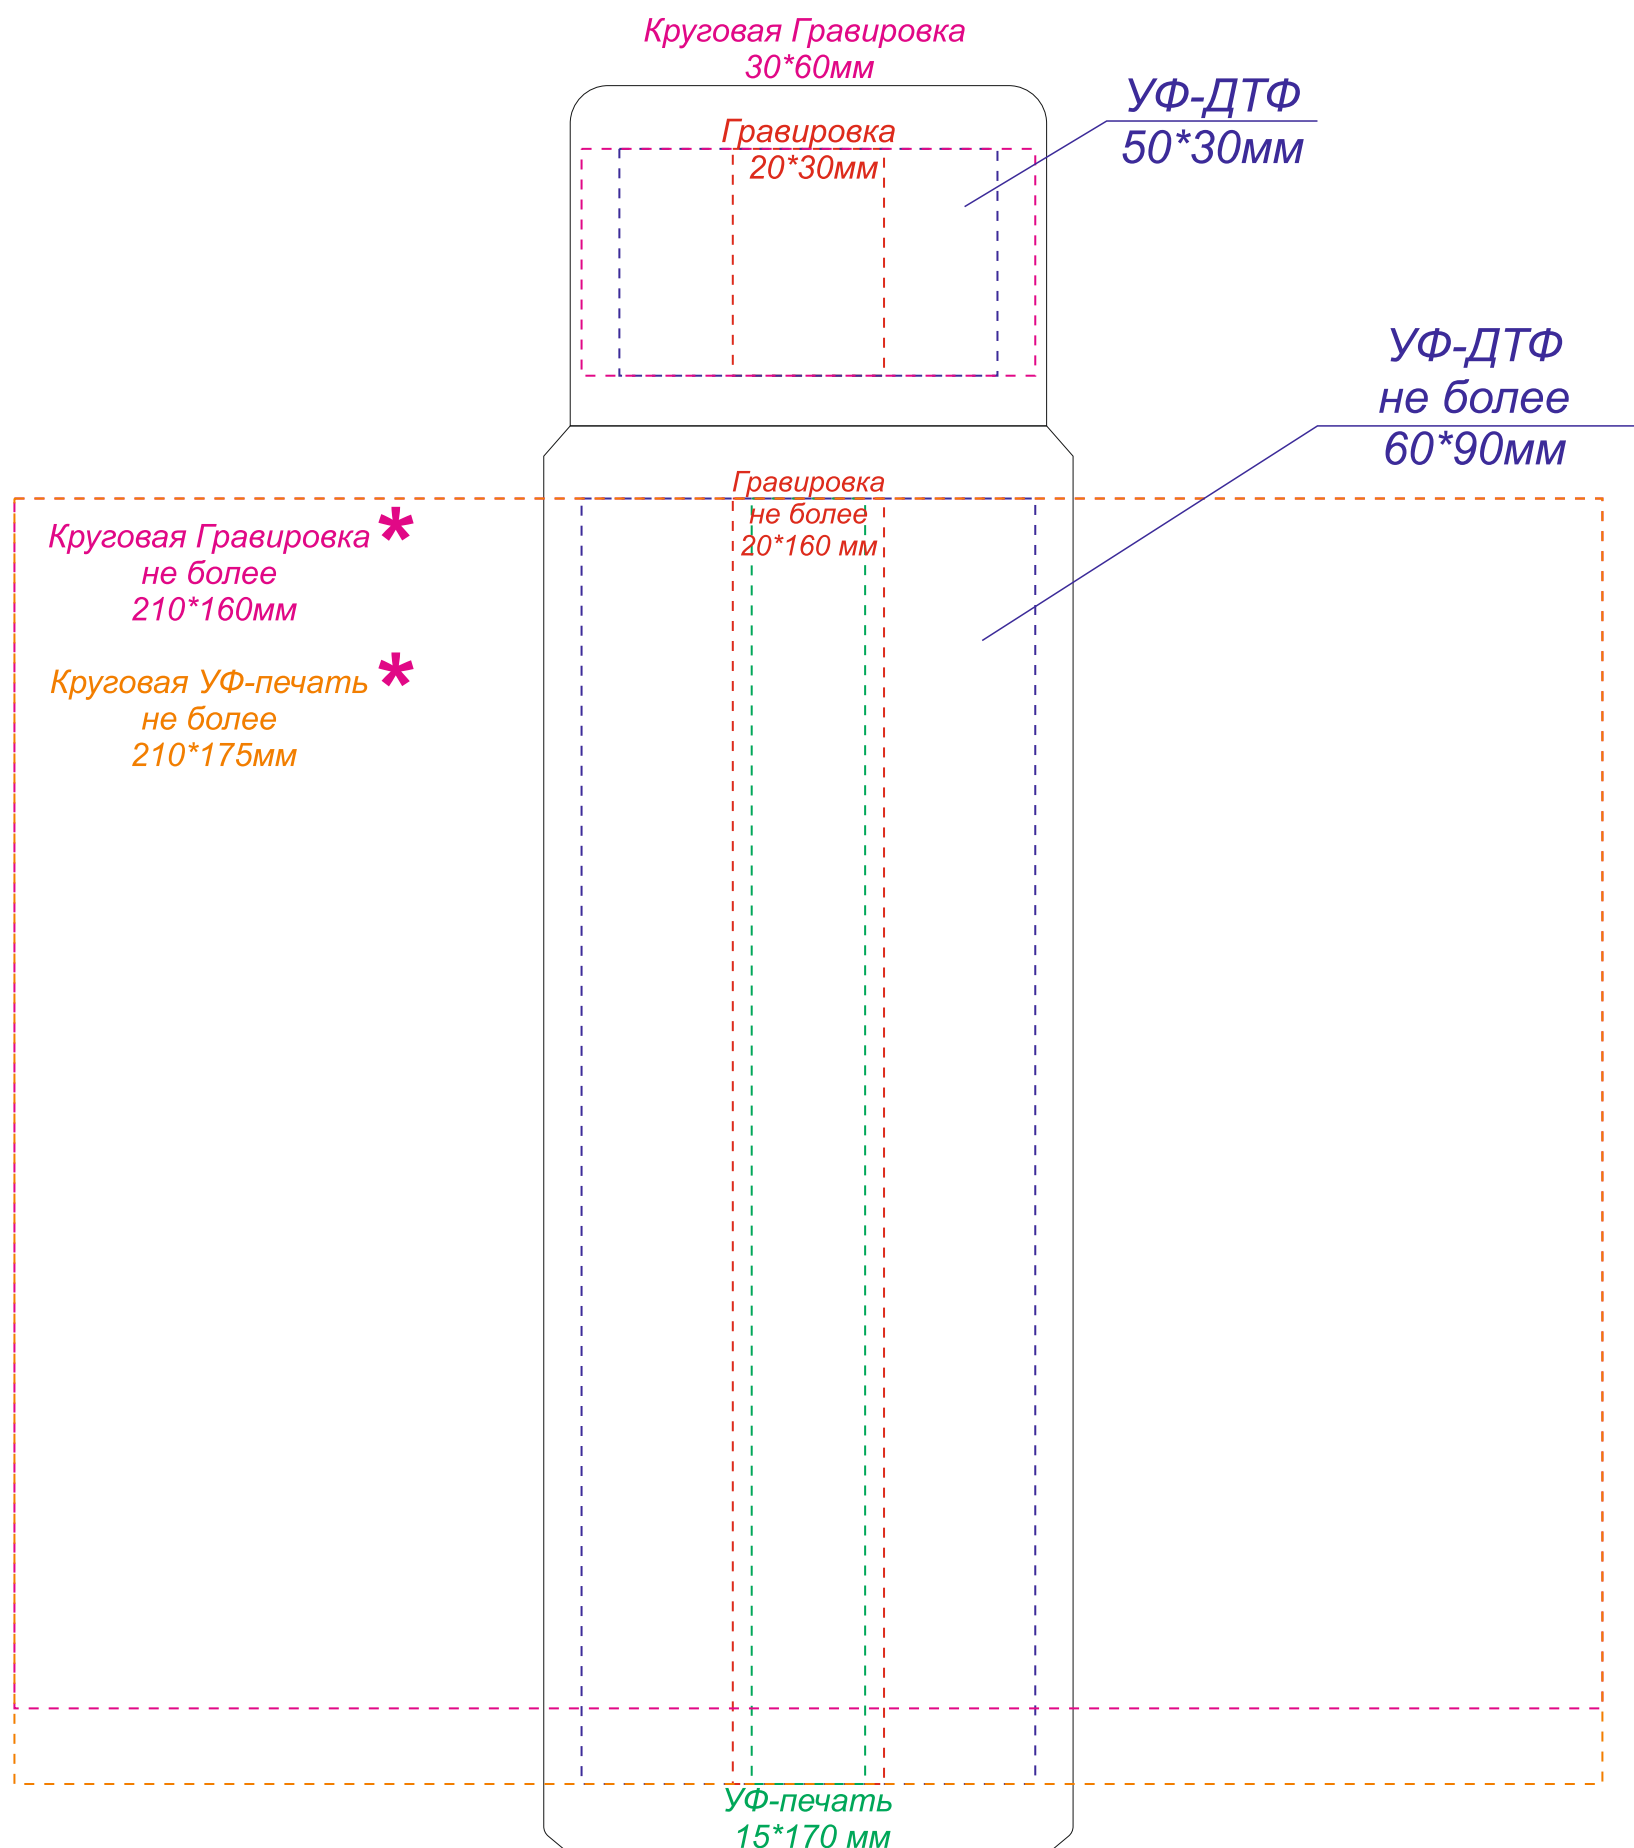 Круговая Гравировка
30*60мм
Гравировка
20*30мм
УФ-ДТФ
50*30мм
УФ-ДТФ
не более
60*90мм
Гравировка
не более
20*160 мм
Круговая Гравировка *
не более
210*160мм
Круговая УФ-печать *
не более
210*175мм
УФ-печать
15*170 мм